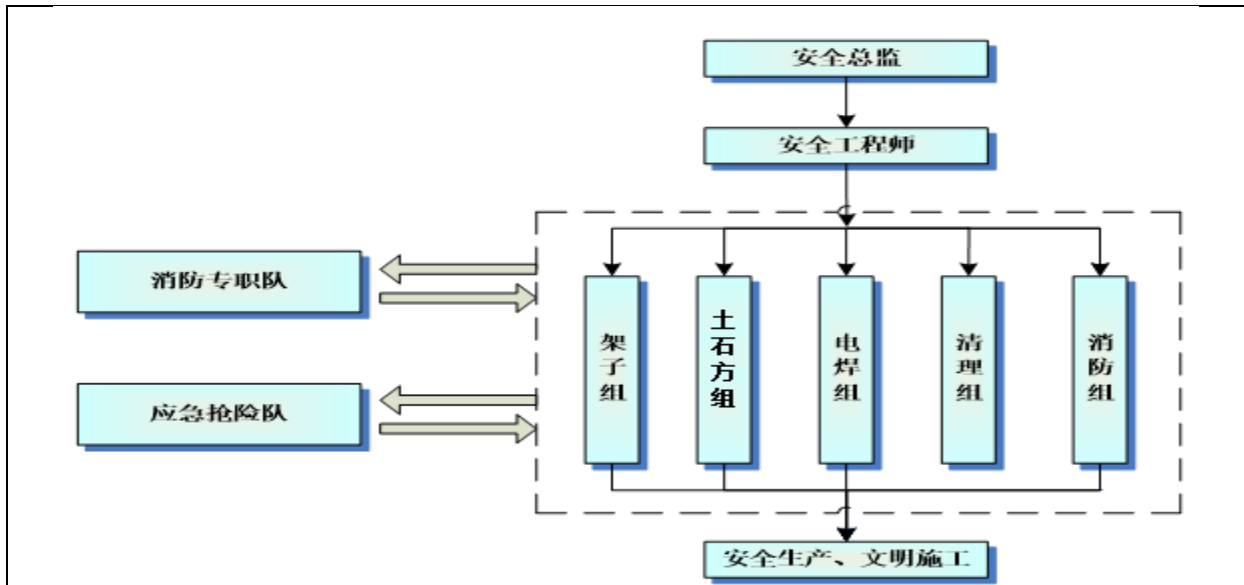 安全总监
安全工程师
消防专职队
应急抢险队
架子组
土石方组
电焊组
清理组
消防组
安全生产、文明施工